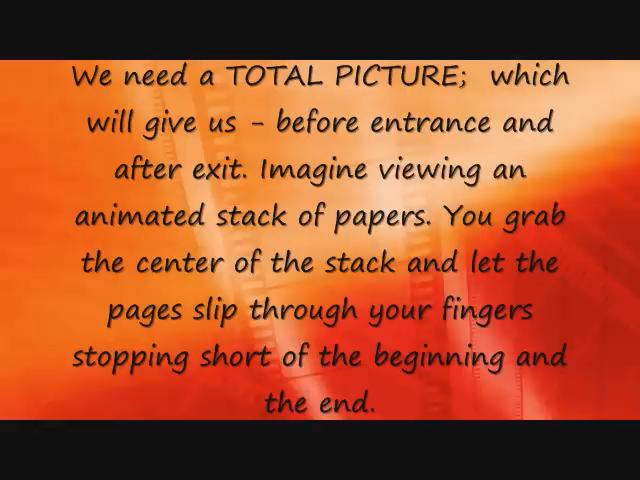 We need a TOTAL PICTURE;  which
will give us - before entrance and
after exit. Imagine viewing an
animated stack of papers. You grab
the center of the stack and let the
pages slip through your fingers
stopping short of the beginning and
the end.